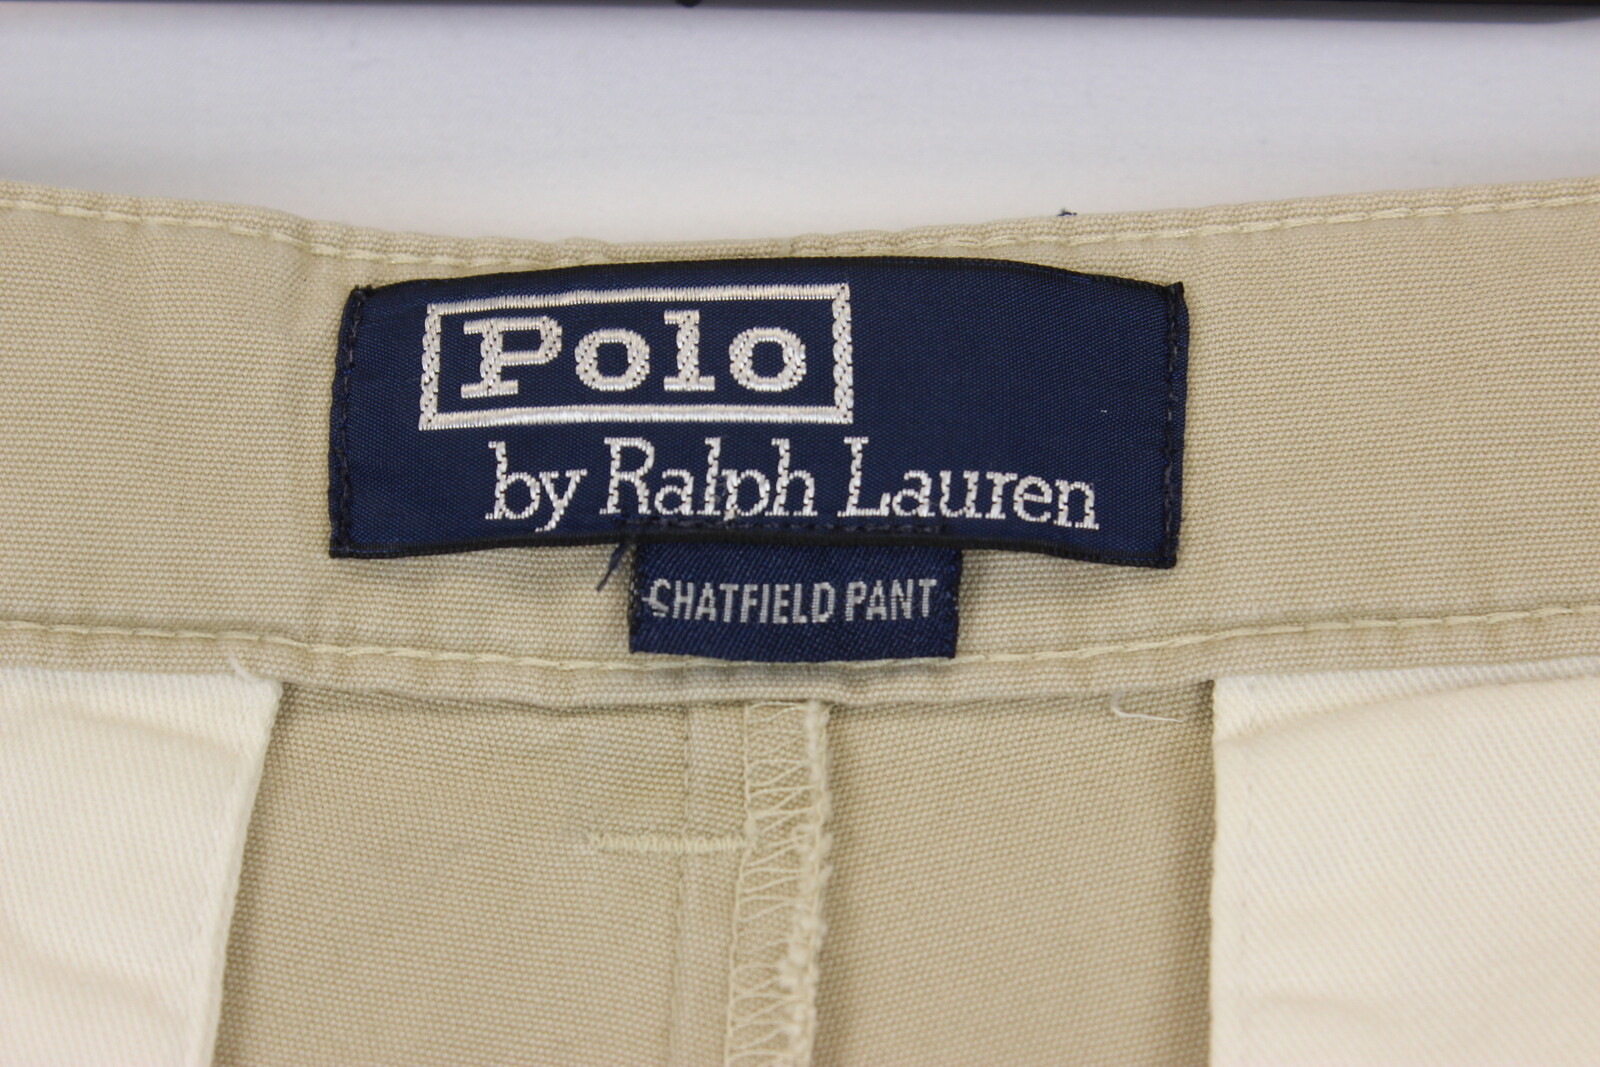 Polo
by Ralph Lauren
CHATFIELD PANT